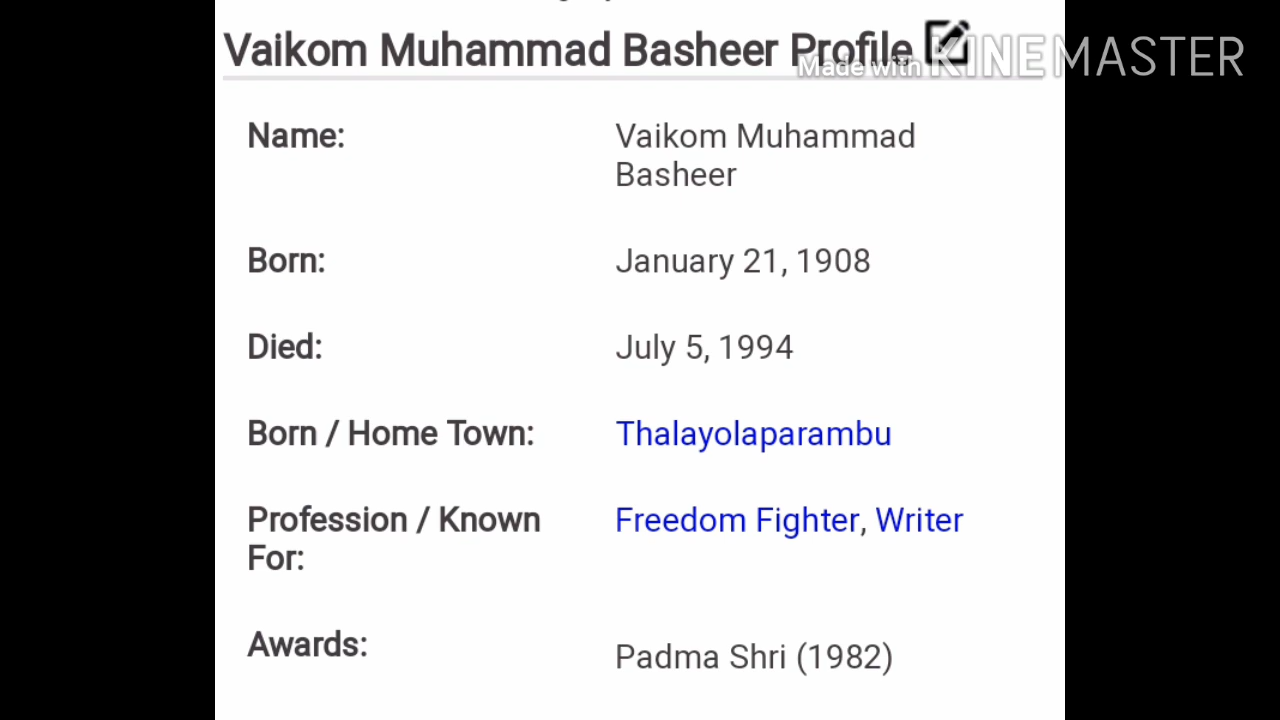 Vaikom Muhammad Basheer Profile
Made with KINEMASTER
Name: Vaikom Muhammad
Basheer
Born: January 21, 1908
Died: July 5, 1994
Born / Home Town: Thalayolaparambu
Profession / Known Freedom Fighter, Writer
For:
Awards: Padma Shri (1982)